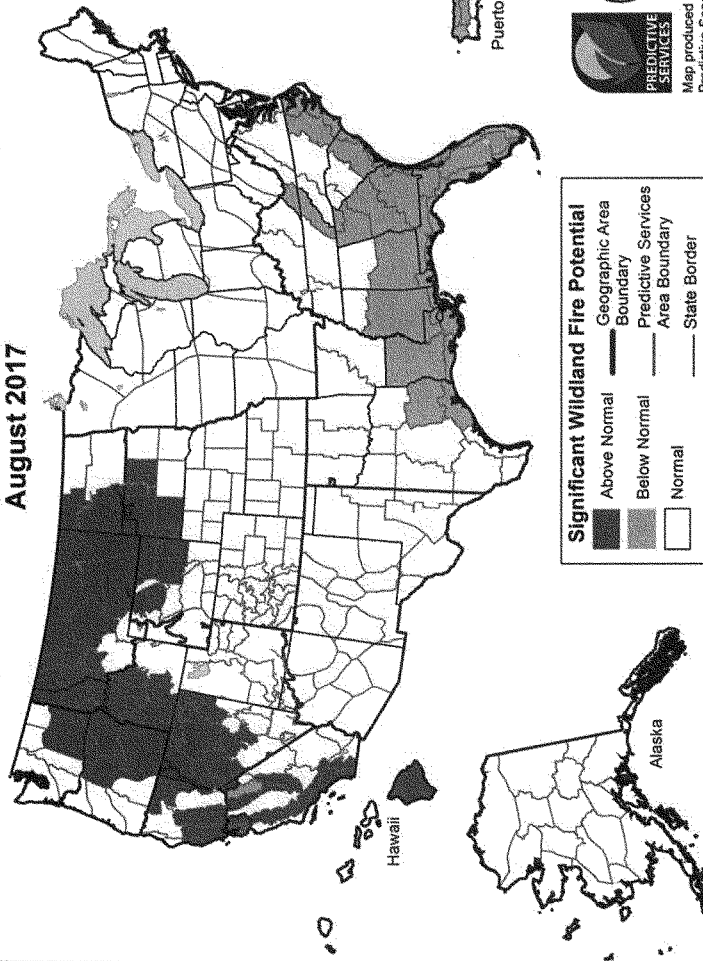 August 2017
Puerto
Hawaii
Alaska
Significant Wildland Fire Potential
Above Normal
Below Normal
Normal
Geographic Area
Boundary
Predictive Services
Area Boundary
State Border
PREDICTIVE
SERVICES
Map produced